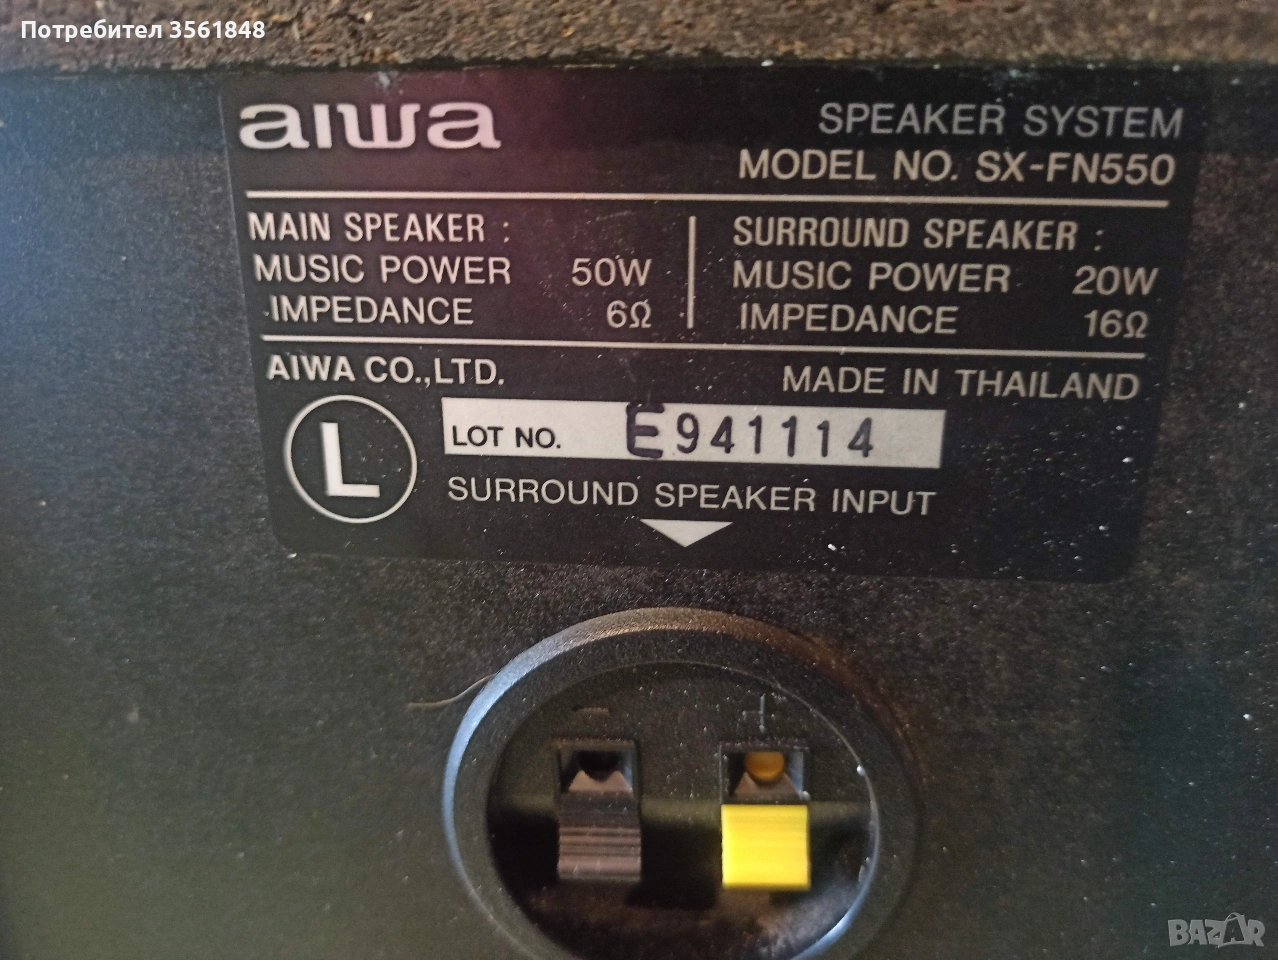 Потребител 3561848
aiwa
SPEAKER SYSTEM
MODEL NO. SX-FN550
MAIN SPEAKER :
MUSIC POWER 50W
IMPEDANCE 6Ω
SURROUND SPEAKER :
MUSIC POWER 20W
IMPEDANCE 16Ω
AIWA CO.,LTD.
MADE IN THAILAND
L
LOT NO. E941114
SURROUND SPEAKER INPUT
- +
BAZAR